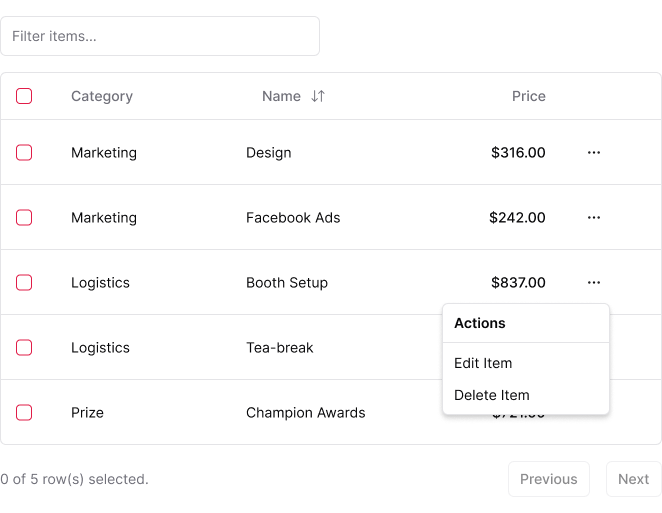 Filter items...
Category Name Price
Marketing Design $316.00
Marketing Facebook Ads $242.00
Logistics Booth Setup $837.00
Actions
Logistics Tea-break
Edit Item
Delete Item
Prize Champion Awards
0 of 5 row(s) selected.
Previous Next